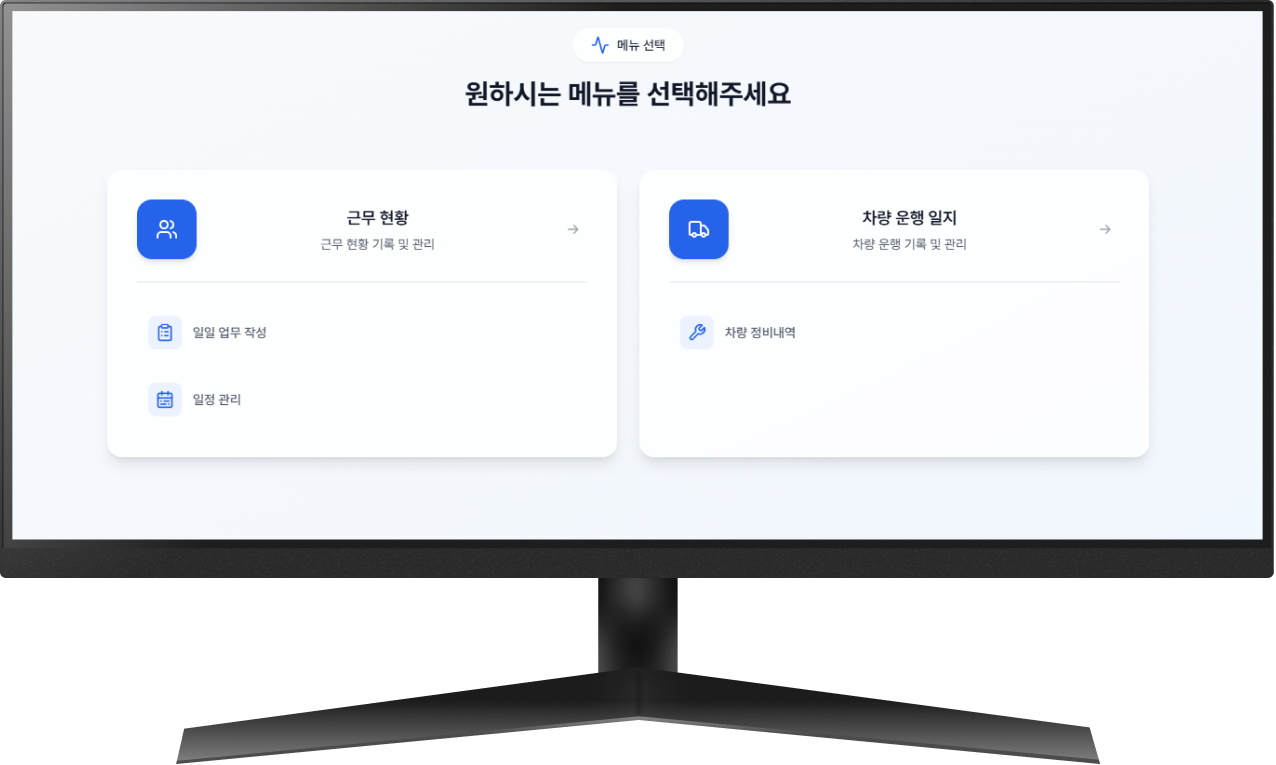 메뉴 선택
원하시는 메뉴를 선택해주세요
근무 현황
근무 현황 기록 및 관리
일일 업무 작성
일정 관리
차량 운행 일지
차량 운행 기록 및 관리
차량 정비내역